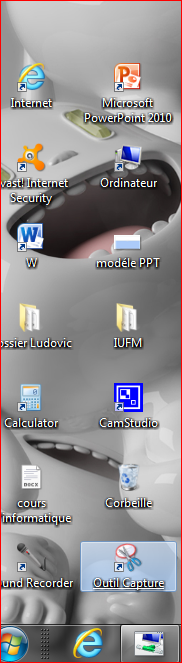 Internet
Microsoft
PowerPoint 2010
vast! Internet
Security
Ordinateur
W
modéle PPT
ossier Ludovic
IUFM
Calculator
CamStudio
cours
informatique
Corbeille
und Recorder
Outil Capture